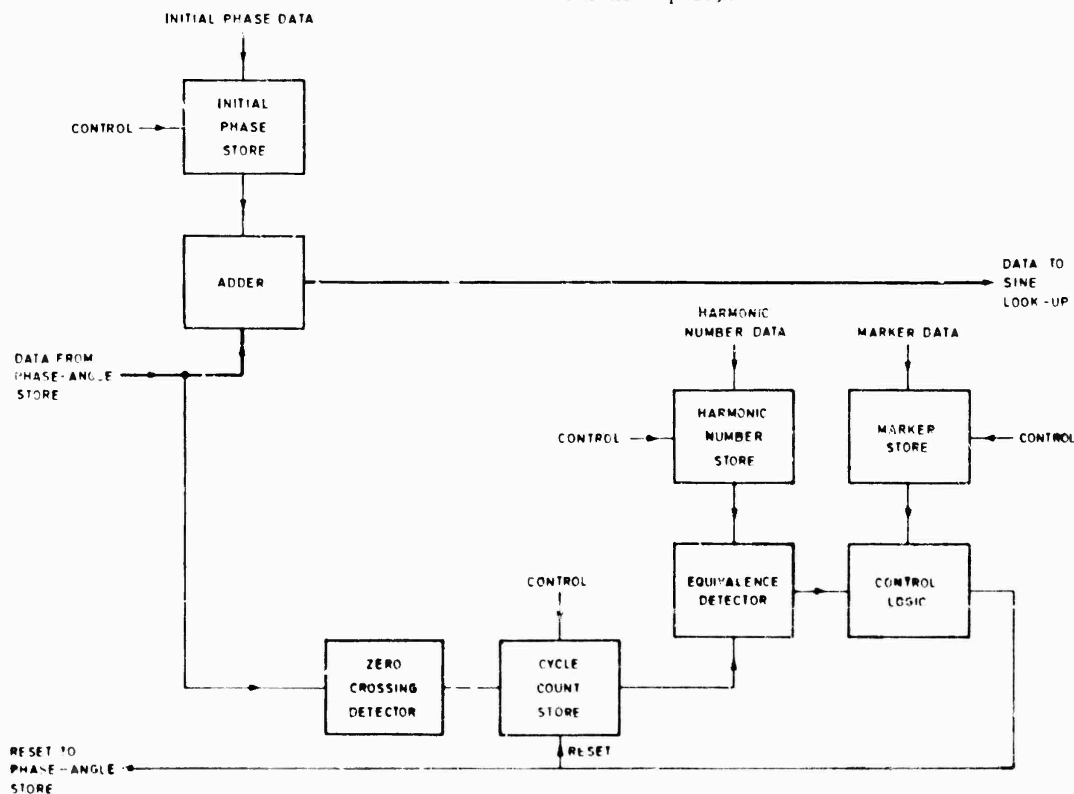 INITIAL PHASE DATA
INITIAL
PHASE
STORE
CONTROL
ADDER
DATA TO
SINE
LOOK-UP
HARMONIC
NUMBER DATA
MARKER DATA
DATA FROM
PHASE-ANGLE
STORE
HARMONIC
NUMBER
STORE
CONTROL
MARKER
STORE
CONTROL
CONTROL
EQUIVALENCE
DETECTOR
CONTROL
LOGIC
ZERO
CROSSING
DETECTOR
CYCLE
COUNT
STORE
RESET
RESET TO
PHASE-ANGLE
STORE